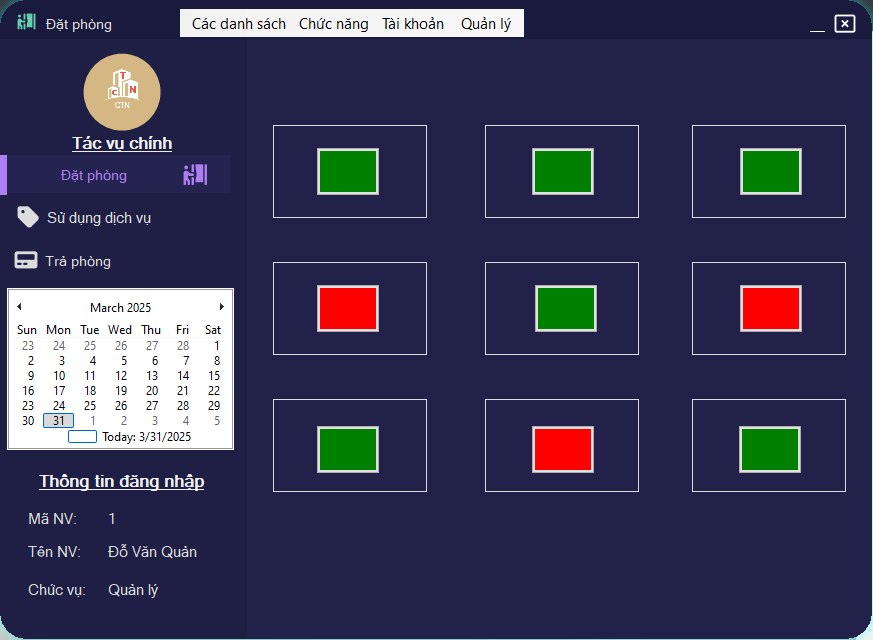 Đặt phòng
Các danh sách Chức năng Tài khoản Quản lý
T
C N
CTN
Tác vụ chính
Đặt phòng
Sử dụng dịch vụ
Trả phòng
March 2025
Sun Mon Tue Wed Thu Fri Sat
23 24 25 26 27 28 1
2 3 4 5 6 7 8
9 10 11 12 13 14 15
16 17 18 19 20 21 22
23 24 25 26 27 28 29
30 31 1 2 3 4 5
Today: 3/31/2025
Thông tin đăng nhập
Mã NV: 1
Tên NV: Đỗ Văn Quản
Chức vụ: Quản lý